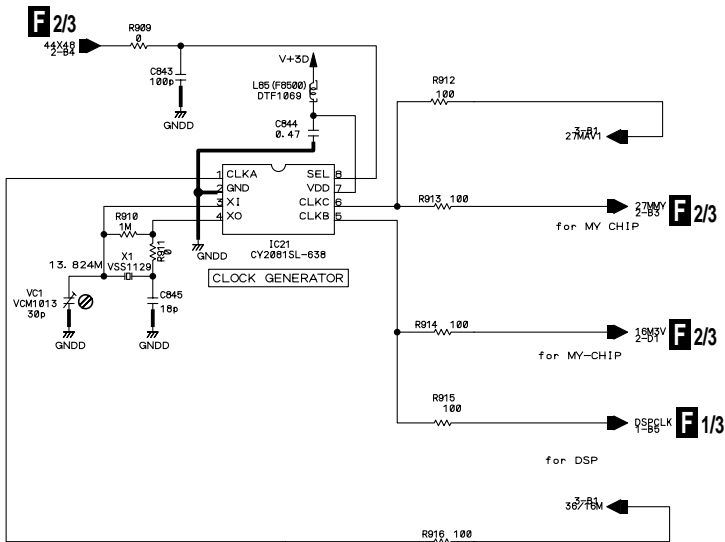 F 2/3
44X48
2-B4
R909
0
C843
100p
GNDD
V+3D
L85(F8500)
DTF1069
C844
0.47
R912
100
3-B1
27MAV1
1 CLKA
2 GND
3 XI
4 XO
SEL 8
VDD 7
CLKC 6
CLKB 5
IC21
CY2081SL-638
CLOCK GENERATOR
GNDD
R913 100
27MMY
2-B3
F 2/3
for MY CHIP
R910
1M
R911
0
13.824M
X1
VSS1129
VC1
VCM1013
30p
C845
18p
GNDD
GNDD
R914 100
16M3V
2-D1
F 2/3
for MY-CHIP
R915
100
DSPCLK
1-B5
F 1/3
for DSP
3-B1
36/16M
R916 100